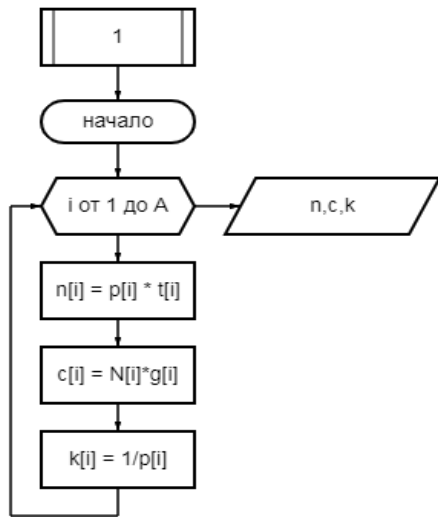 1
начало
i от 1 до A
n,c,k
n[i] = p[i] * t[i]
c[i] = N[i]*g[i]
k[i] = 1/p[i]